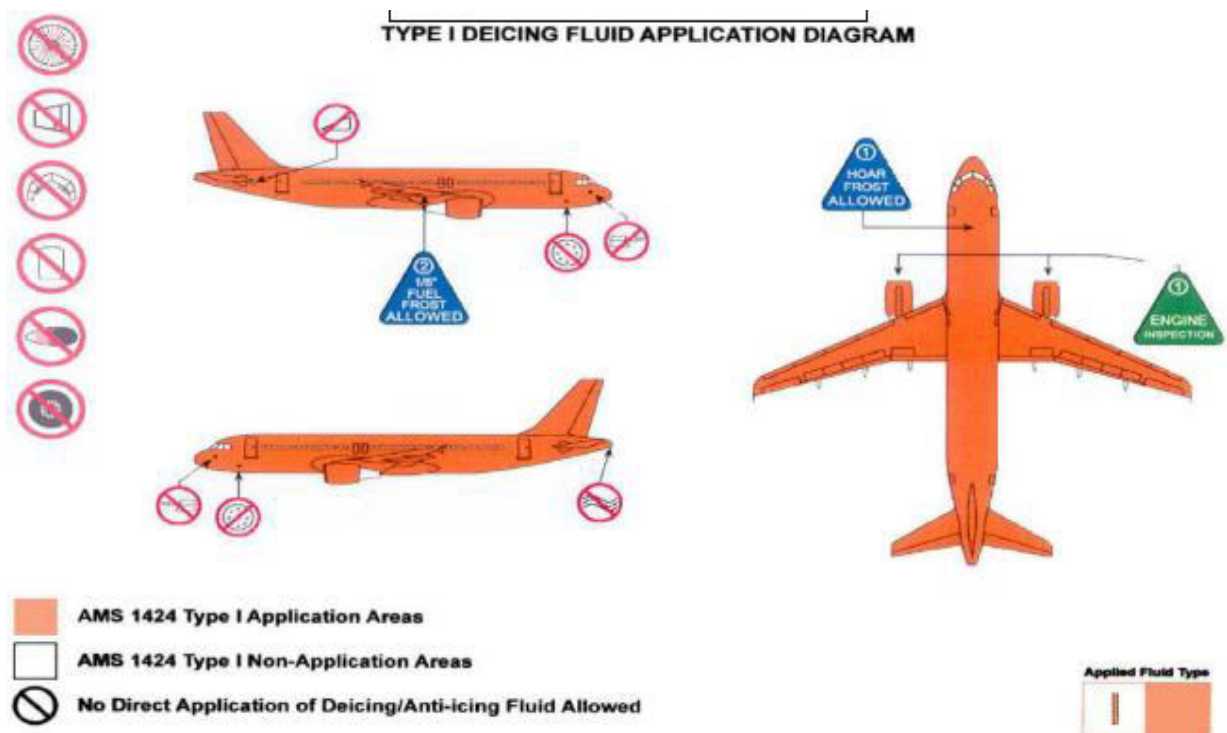 TYPE I DEICING FLUID APPLICATION DIAGRAM
①
HOAR
FROST
ALLOWED
②
1/8"
FUEL
FROST
ALLOWED
①
ENGINE
INSPECTION
AMS 1424 Type I Application Areas
AMS 1424 Type I Non-Application Areas
No Direct Application of Deicing/Anti-icing Fluid Allowed
Applied Fluid Type
I